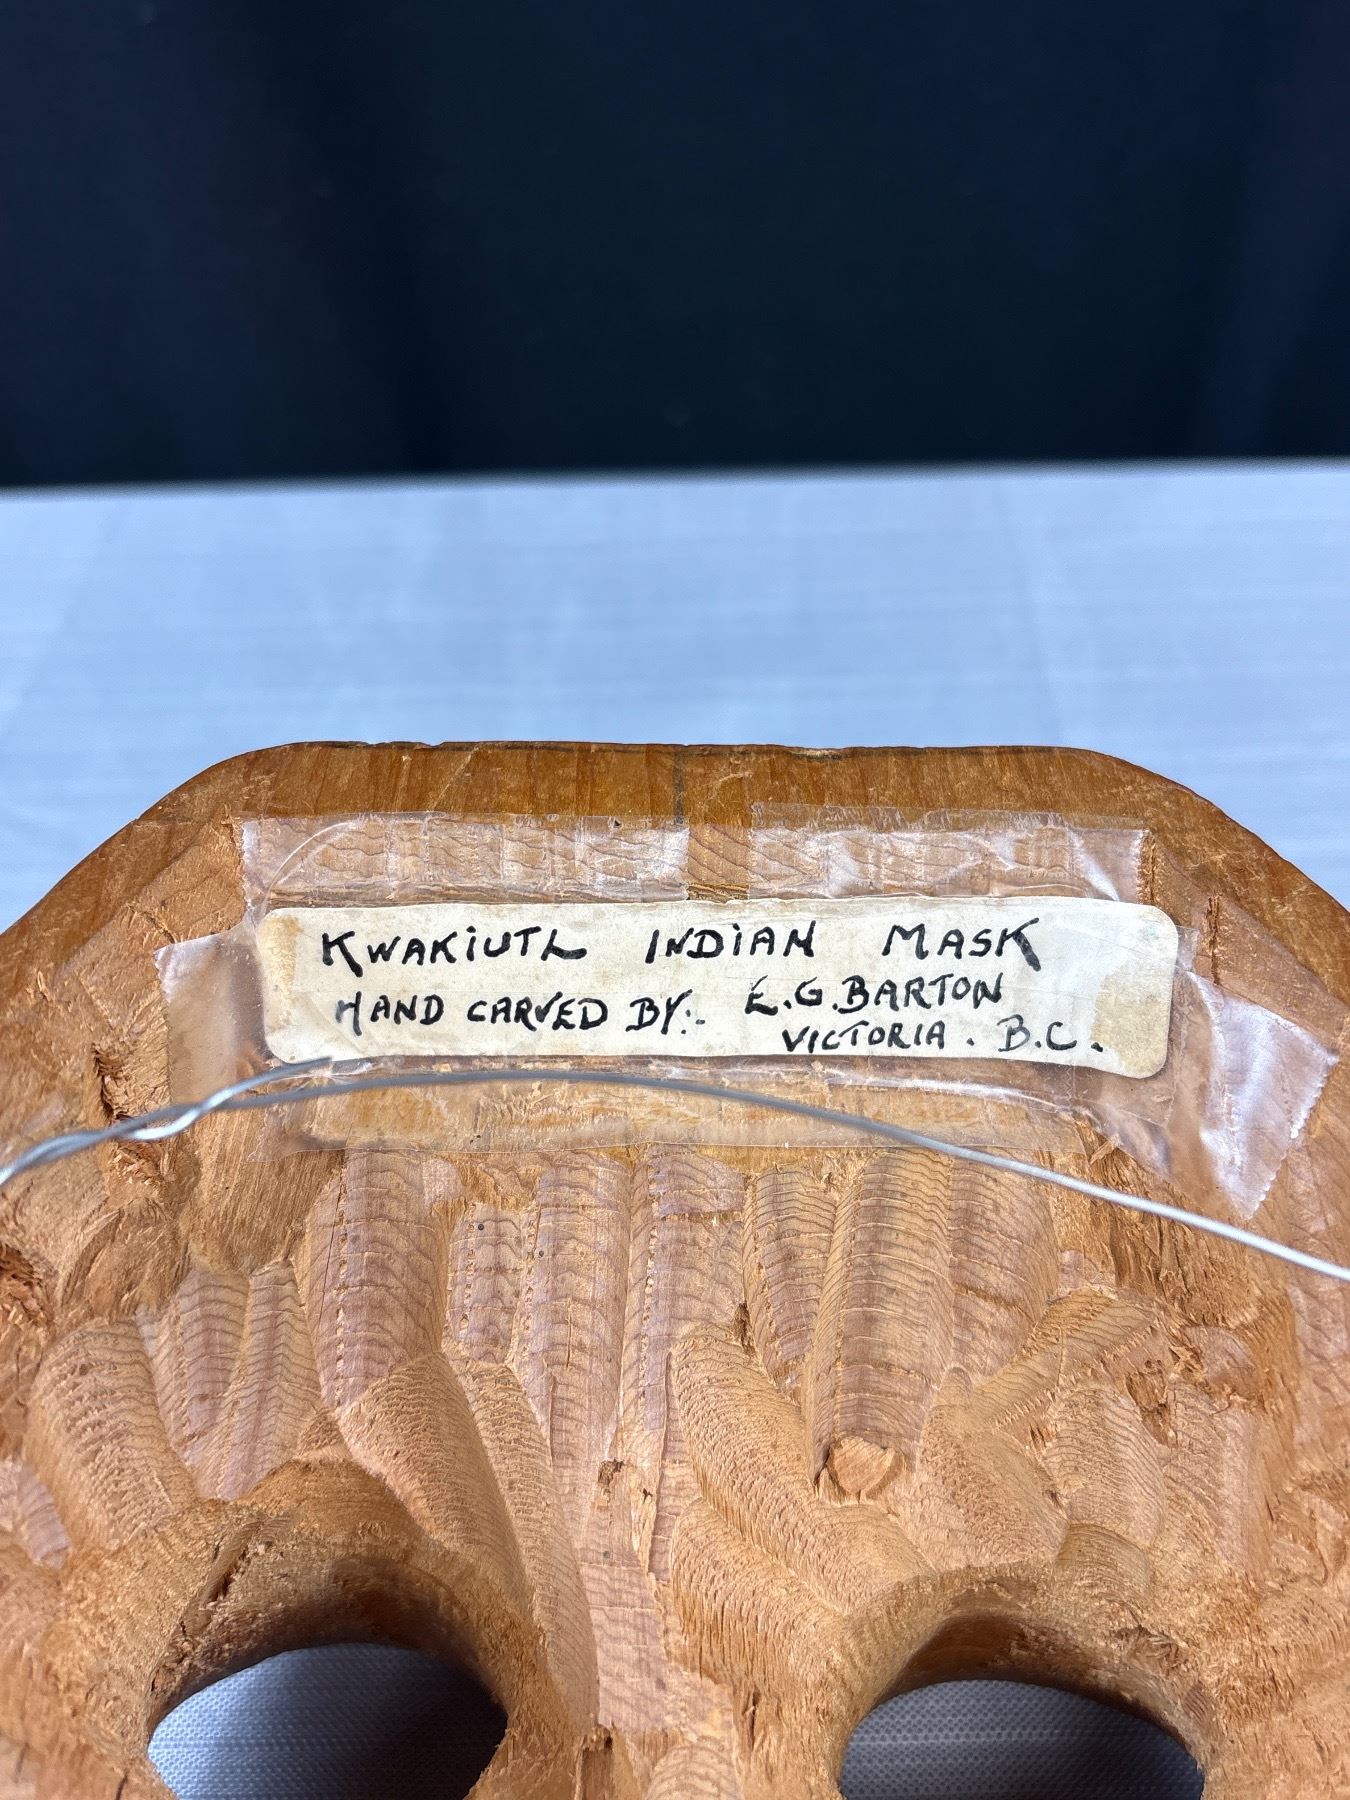 KWAKiUTL INDiAN MASK
HAND CARVED BY:- E.G.BARTON
VICTORIA. B.C.